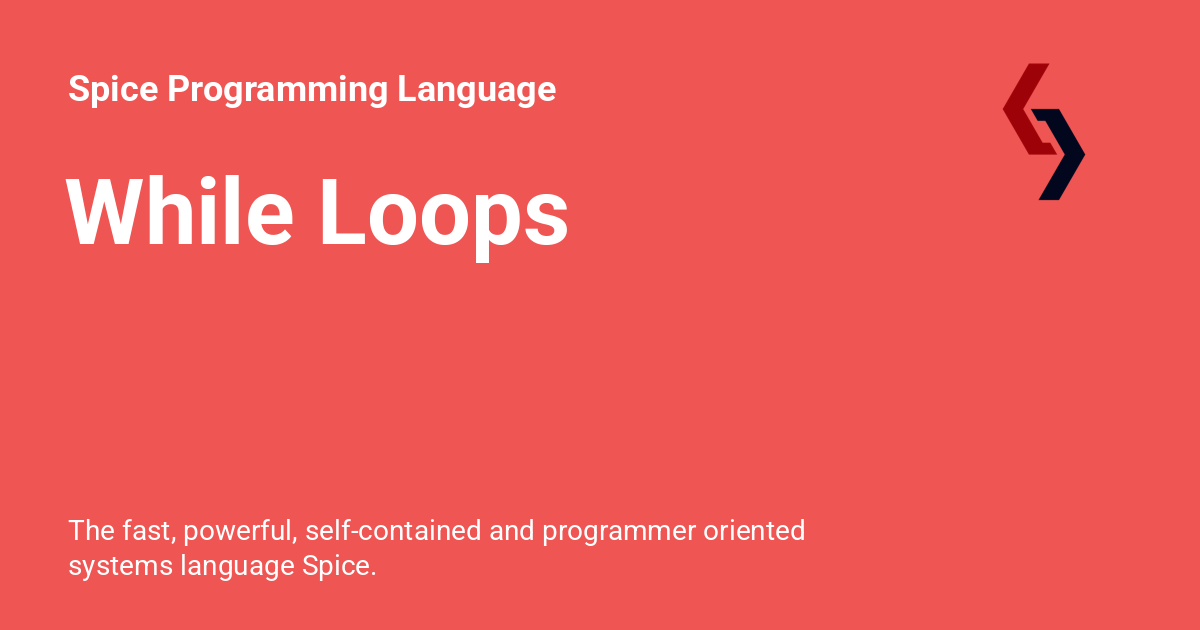 Spice Programming Language
While Loops
The fast, powerful, self-contained and programmer oriented
systems language Spice.